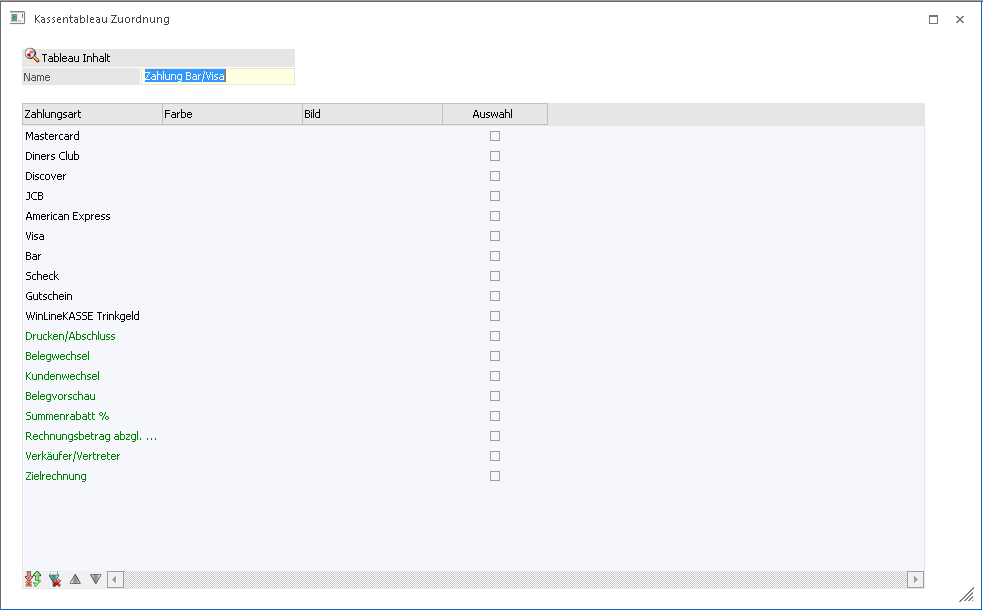 Kassentableau Zuordnung
Tableau Inhalt
Name Zahlung Bar/Visa
Zahlungsart Farbe Bild Auswahl
Mastercard
Diners Club
Discover
JCB
American Express
Visa
Bar
Scheck
Gutschein
WinLineKASSE Trinkgeld
Drucken/Abschluss
Belegwechsel
Kundenwechsel
Belegvorschau
Summenrabatt %
Rechnungsbetrag abzgl. ...
Verkäufer/Vertreter
Zielrechnung